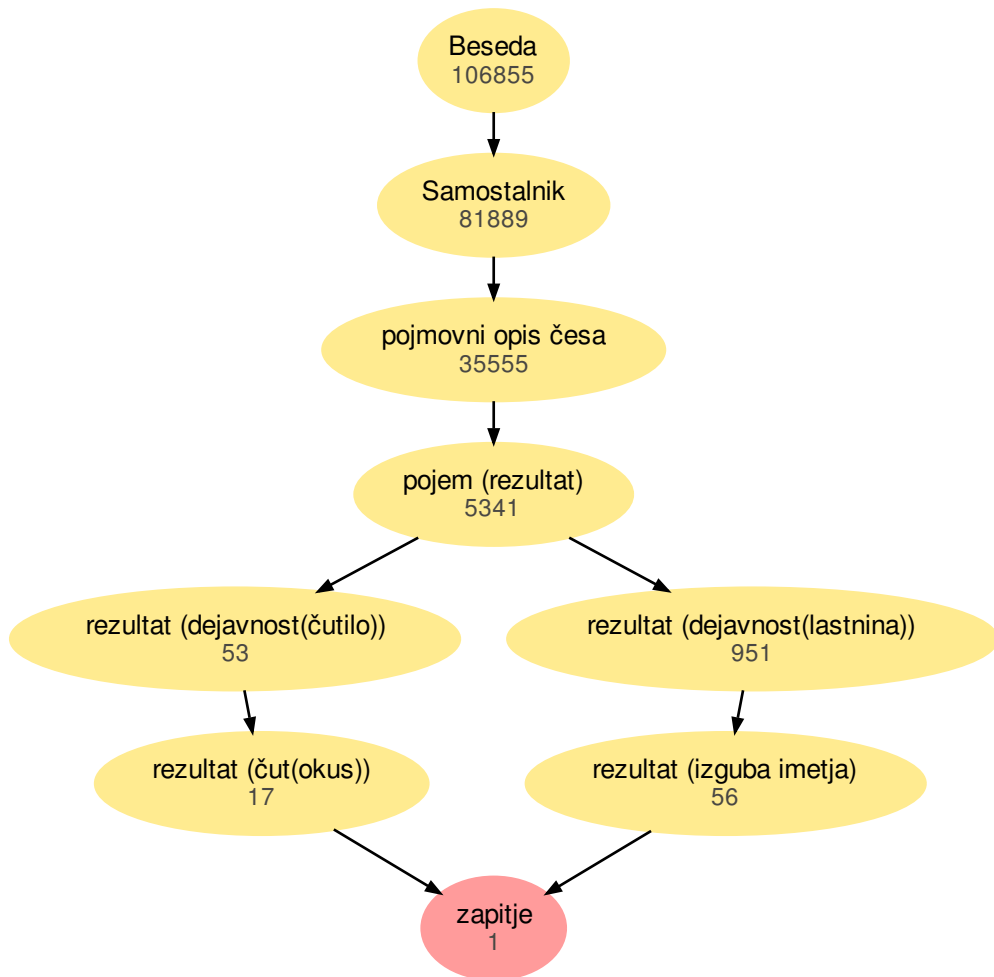 Beseda
106855
Samostalnik
81889
pojmovni opis česa
35555
pojem (rezultat)
5341
rezultat (dejavnost(čutilo))
53
rezultat (dejavnost(lastnina))
951
rezultat (čut(okus))
17
rezultat (izguba imetja)
56
zapitje
1